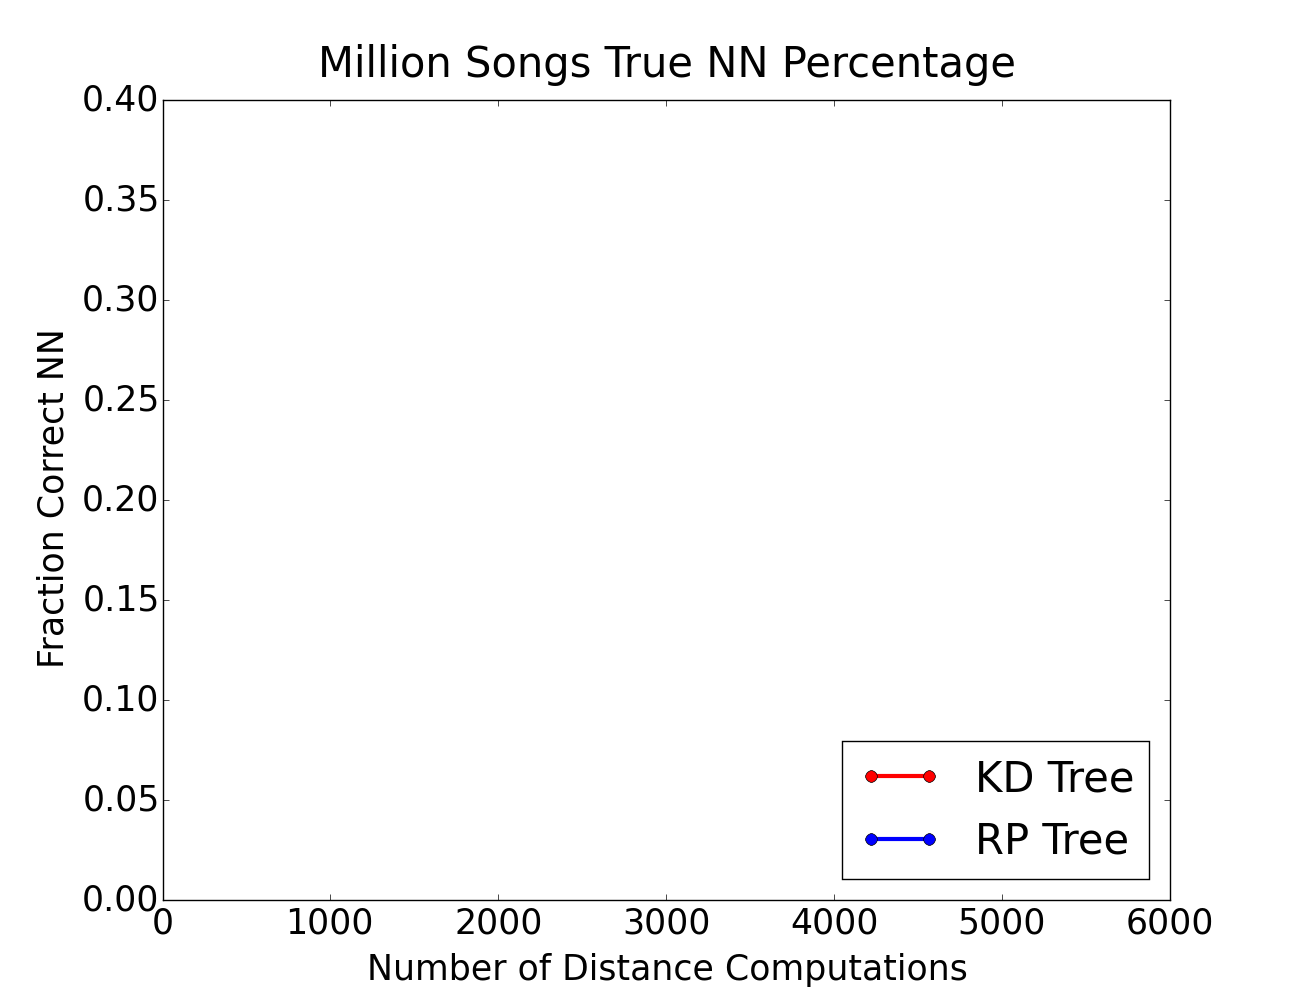 Million Songs True NN Percentage
0.40
0.35
0.30
0.25
0.20
0.15
0.10
0.05
0.00
Fraction Correct NN
KD Tree
RP Tree
0 1000 2000 3000 4000 5000 6000
Number of Distance Computations